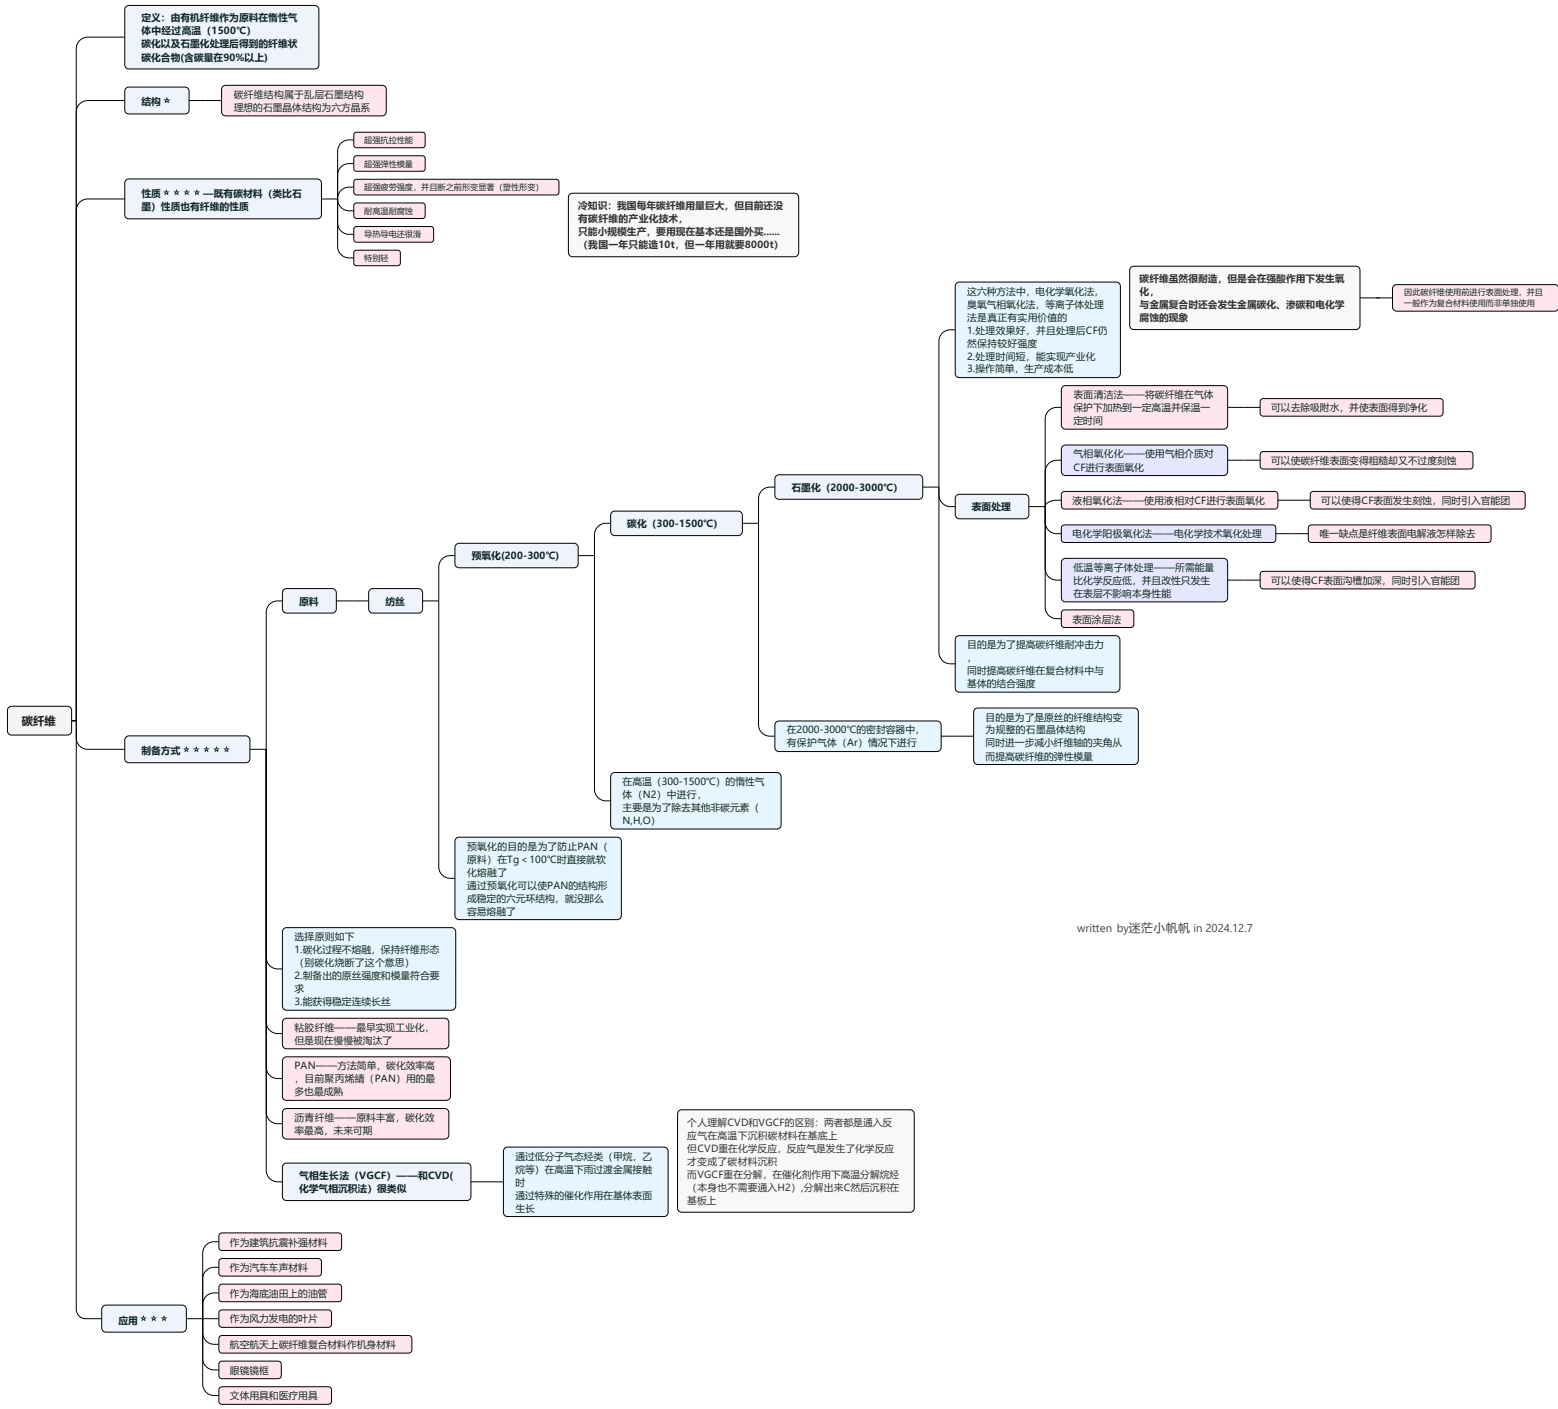 定义：由有机纤维作为原料在惰性气
体中经过高温（1500℃）
碳化以及石墨化处理后得到的纤维状
碳化合物(含碳量在90%以上)
结构⭐
碳纤维结构属于乱层石墨结构
理想的石墨晶体结构为六方晶系
性质⭐⭐⭐⭐—既有碳材料（类比石
墨）性质也有纤维的性质
超强抗拉性能
超强弹性模量
超强疲劳强度，并且断之前形变显著（塑性形变）
耐高温耐腐蚀
导热导电还很滑
特别轻
冷知识：我国每年碳纤维用量巨大，但目前还没
有碳纤维的产业化技术，
只能小规模生产，要用现在基本还是国外买......
（我国一年只能造10t，但一年用就要8000t）
碳纤维
制备方式⭐⭐⭐⭐⭐
原料
纺丝
预氧化(200-300℃)
碳化（300-1500℃）
石墨化（2000-3000℃）
这六种方法中，电化学氧化法，
臭氧气相氧化法，等离子体处理
法是真正有实用价值的
1.处理效果好，并且处理后CF仍
然保持较好强度
2.处理时间短，能实现产业化
3.操作简单，生产成本低
碳纤维虽然很耐造，但是会在强酸作用下发生氧
化，
与金属复合时还会发生金属碳化、渗碳和电化学
腐蚀的现象
因此碳纤维使用前进行表面处理，并且
一般作为复合材料使用而非单独使用
表面处理
表面清洁法——将碳纤维在气体
保护下加热到一定高温并保温一
定时间
可以去除吸附水，并使表面得到净化
气相氧化化——使用气相介质对
CF进行表面氧化
可以使碳纤维表面变得粗糙却又不过度刻蚀
液相氧化法——使用液相对CF进行表面氧化
可以使得CF表面发生刻蚀，同时引入官能团
电化学阳极氧化法——电化学技术氧化处理
唯一缺点是纤维表面电解液怎样除去
低温等离子体处理——所需能量
比化学反应低，并且改性只发生
在表层不影响本身性能
可以使得CF表面沟槽加深，同时引入官能团
表面涂层法
目的是为了提高碳纤维耐冲击力
，
同时提高碳纤维在复合材料中与
基体的结合强度
在2000-3000℃的密封容器中，
有保护气体（Ar）情况下进行
目的是为了是原丝的纤维结构变
为规整的石墨晶体结构
同时进一步减小纤维轴的夹角从
而提高碳纤维的弹性模量
在高温（300-1500℃）的惰性气
体（N2）中进行，
主要是为了除去其他非碳元素（
N,H,O）
预氧化的目的是为了防止PAN（
原料）在Tg＜100℃时直接就软
化熔融了
通过预氧化可以使PAN的结构形
成稳定的六元环结构，就没那么
容易熔融了
written by迷茫小帆帆 in 2024.12.7
选择原则如下
1.碳化过程不熔融，保持纤维形态
（别碳化烧断了这个意思）
2.制备出的原丝强度和模量符合要
求
3.能获得稳定连续长丝
粘胶纤维——最早实现工业化，
但是现在慢慢被淘汰了
PAN——方法简单，碳化效率高
，目前聚丙烯腈（PAN）用的最
多也最成熟
沥青纤维——原料丰富，碳化效
率最高，未来可期
气相生长法（VGCF）——和CVD(
化学气相沉积法）很类似
通过低分子气态烃类（甲烷，乙
烷等）在高温下雨过渡金属接触
时
通过特殊的催化作用在基体表面
生长
个人理解CVD和VGCF的区别：两者都是通入反
应气在高温下沉积碳材料在基底上
但CVD重在化学反应，反应气是发生了化学反应
才变成了碳材料沉积
而VGCF重在分解，在催化剂作用下高温分解烷烃
（本身也不需要通入H2）,分解出来C然后沉积在
基板上
应用⭐⭐⭐
作为建筑抗震补强材料
作为汽车车声材料
作为海底油田上的油管
作为风力发电的叶片
航空航天上碳纤维复合材料作机身材料
眼镜镜框
文体用具和医疗用具